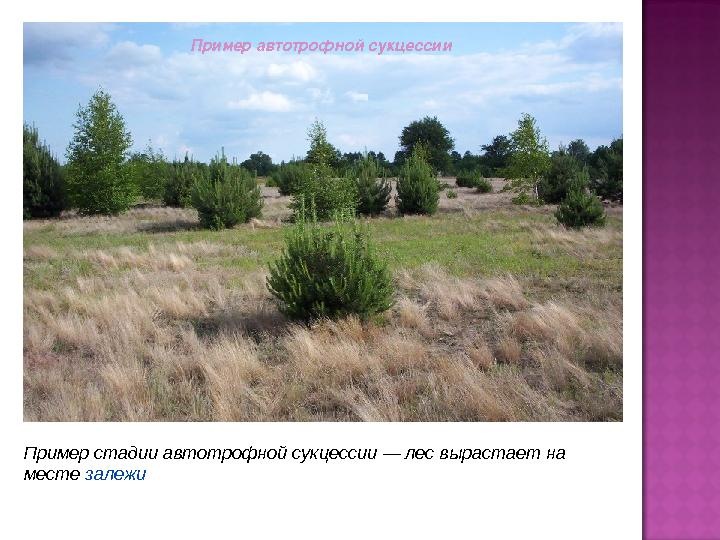 Пример автотрофной сукцессии
Пример стадии автотрофной сукцессии — лес вырастает на
месте залежи